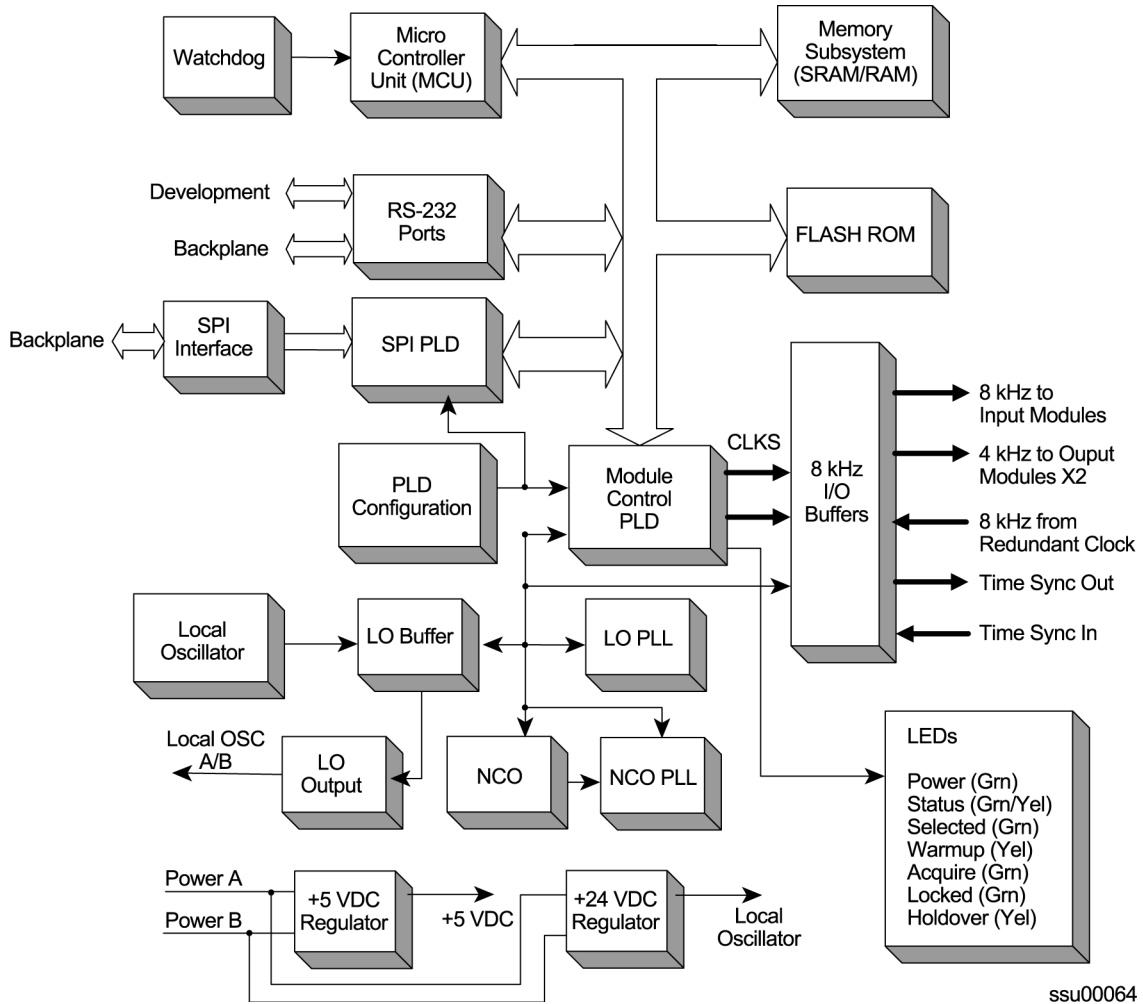 Watchdog
Micro
Controller
Unit (MCU)
Memory
Subsystem
(SRAM/RAM)
Development
Backplane
RS-232
Ports
FLASH ROM
Backplane
SPI
Interface
SPI PLD
PLD
Configuration
Module
Control
PLD
CLKS
8 kHz
I/O
Buffers
8 kHz to
Input Modules
4 kHz to Ouput
Modules X2
8 kHz from
Redundant Clock
Time Sync Out
Time Sync In
Local
Oscillator
LO Buffer
LO PLL
Local OSC
A/B
LO
Output
NCO
NCO PLL
LEDs
Power (Grn)
Status (Grn/Yel)
Selected (Grn)
Warmup (Yel)
Acquire (Grn)
Locked (Grn)
Holdover (Yel)
Power A
Power B
+5 VDC
Regulator
+5 VDC
+24 VDC
Regulator
Local
Oscillator
ssu00064